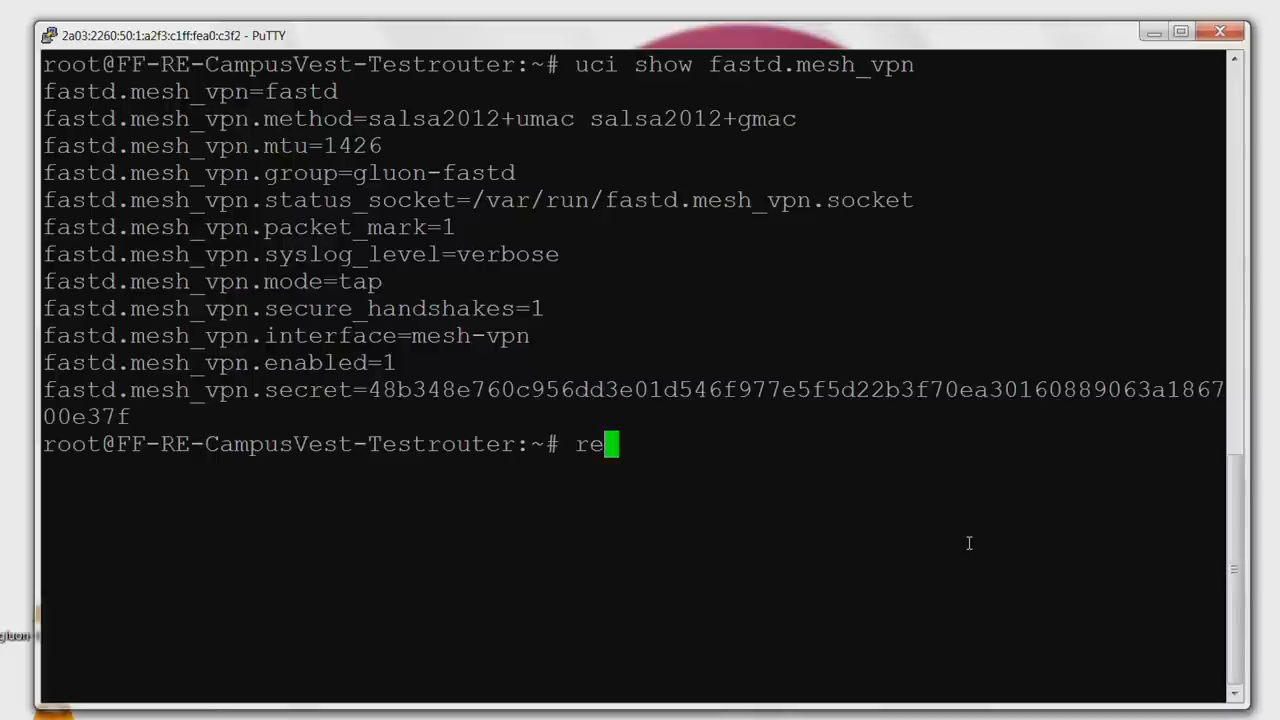 2a03:2260:50:1:a2f3:c1ff:fea0:c3f2 - PuTTY
root@FF-RE-CampusVest-Testrouter:~# uci show fastd.mesh_vpn
fastd.mesh_vpn=fastd
fastd.mesh_vpn.method=salsa2012+umac salsa2012+gmac
fastd.mesh_vpn.mtu=1426
fastd.mesh_vpn.group=gluon-fastd
fastd.mesh_vpn.status_socket=/var/run/fastd.mesh_vpn.socket
fastd.mesh_vpn.packet_mark=1
fastd.mesh_vpn.syslog_level=verbose
fastd.mesh_vpn.mode=tap
fastd.mesh_vpn.secure_handshakes=1
fastd.mesh_vpn.interface=mesh-vpn
fastd.mesh_vpn.enabled=1
fastd.mesh_vpn.secret=48b348e760c956dd3e01d546f977e5f5d22b3f70ea30160889063a1867
00e37f
root@FF-RE-CampusVest-Testrouter:~# re
gluon-